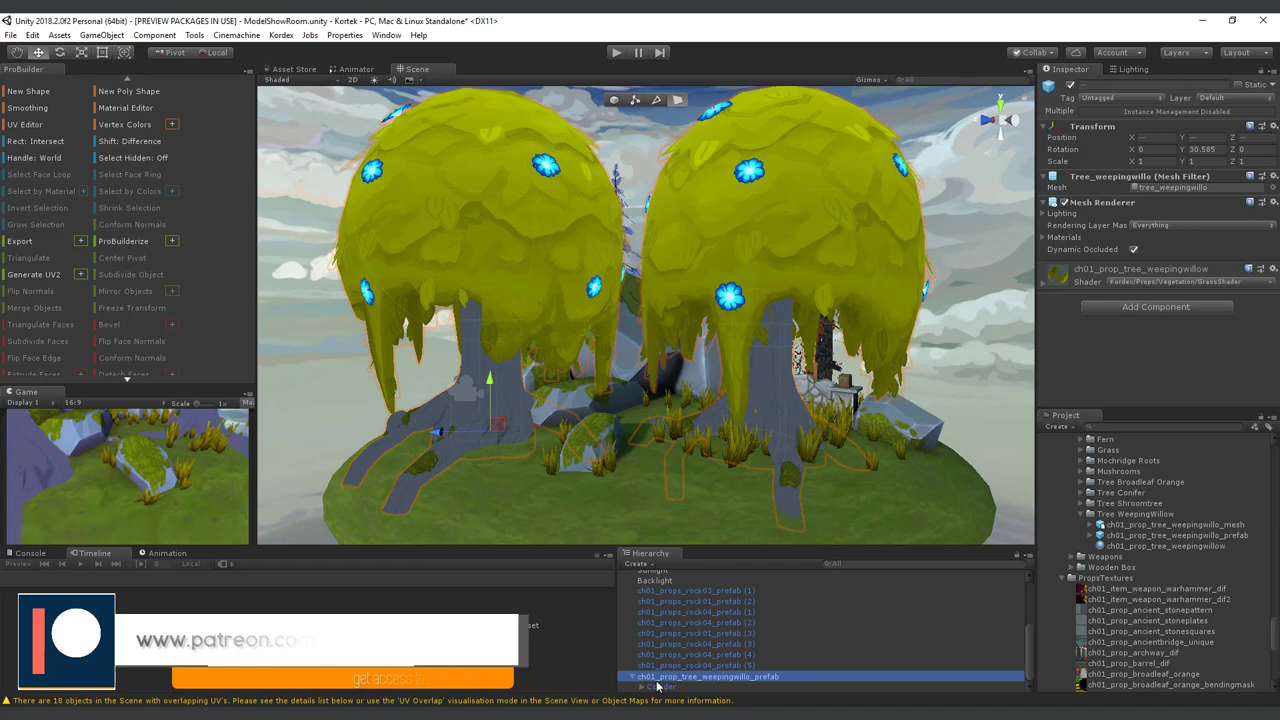 Unity 2018.2.0f2 Personal (64bit) - [PREVIEW PACKAGES IN USE] - ModelShowRoom.unity - Kortek - PC, Mac & Linux Standalone* <DX11>
File Edit Assets GameObject Component Tools Cinemachine Kordex Jobs Properties Window Help
Pivot Local Collab Account Layers Layout
ProBuilder
New Shape New Poly Shape
Smoothing Material Editor
UV Editor Vertex Colors +
Rect: Intersect Shift: Difference
Handle: World Select Hidden: Off
Select Face Loop Select Face Ring
Select by Material + Select by Colors +
Invert Selection Shrink Selection
Grow Selection Conform Normals
Export + ProBuilderize +
Triangulate Center Pivot
Generate UV2 + Subdivide Object
Flip Normals Mirror Objects +
Merge Objects Freeze Transform
Triangulate Faces Bevel +
Subdivide Faces Flip Face Normals
Flip Face Edge Conform Normals
Extrude Faces + Detach Faces +
Game
Display 1 16:9 Scale 1x
Asset Store Animator Scene
Shaded 2D Gizmos All
y
Inspector Lighting
— Static
Tag Untagged Layer Default
Multiple Instance Management Disabled
Transform
Position X — Y — Z —
Rotation X 0 Y 30.585 Z 0
Scale X 1 Y 1 Z 1
Tree_weepingwillo (Mesh Filter)
Mesh tree_weepingwillo
Mesh Renderer
Lighting
Rendering Layer Mas Everything
Materials
Dynamic Occluded
ch01_prop_tree_weepingwillow
Shader Kordex/Props/Vegetation/GrassShader
Add Component
Project
Create
Fern
Grass
Mochridge Roots
Mushrooms
Tree Broadleaf Orange
Tree Conifer
Tree Shroomtree
Tree WeepingWillow
ch01_prop_tree_weepingwillo_mesh
ch01_prop_tree_weepingwillo_prefab
ch01_prop_tree_weepingwillow
Weapons
Wooden Box
PropsTextures
ch01_item_weapon_warhammer_dif
ch01_item_weapon_warhammer_dif2
ch01_prop_ancient_stonepattern
ch01_prop_ancient_stoneplates
ch01_prop_ancient_stonesquares
ch01_prop_ancientbridge_unique
ch01_prop_archway_dif
ch01_prop_barrel_dif
ch01_prop_broadleaf_orange
ch01_prop_broadleaf_orange_bendingmask
Console Timeline Animation
Preview 0 Local
www.patreon.com
get access
Hierarchy
Create All
Sunlight
Backlight
ch01_props_rock03_prefab (1)
ch01_props_rock01_prefab (2)
ch01_props_rock04_prefab (1)
ch01_props_rock04_prefab (2)
ch01_props_rock01_prefab (3)
ch01_props_rock04_prefab (3)
ch01_props_rock04_prefab (4)
ch01_props_rock04_prefab (5)
ch01_prop_tree_weepingwillo_prefab
There are 18 objects in the Scene with overlapping UV's. Please see the details list below or use the 'UV Overlap' visualisation mode in the Scene View or Object Maps for more information.